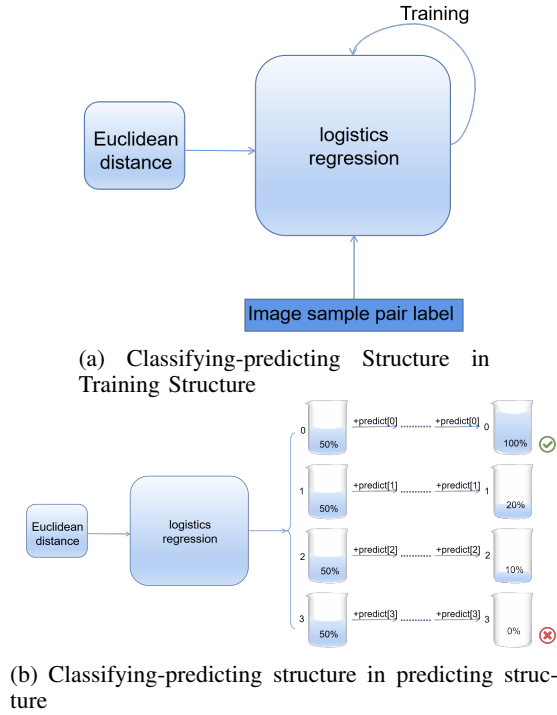 Training
Euclidean
distance
logistics
regression
Image sample pair label
(a) Classifying-predicting Structure in
Training Structure
0 50% +predict[0] ......... +predict[0] 0 100%
1 50% +predict[1] ......... +predict[1] 1 20%
Euclidean
distance
logistics
regression
2 50% +predict[2] ......... +predict[2] 2 10%
3 50% +predict[3] ......... +predict[3] 3 0%
(b) Classifying-predicting structure in predicting struc-
ture